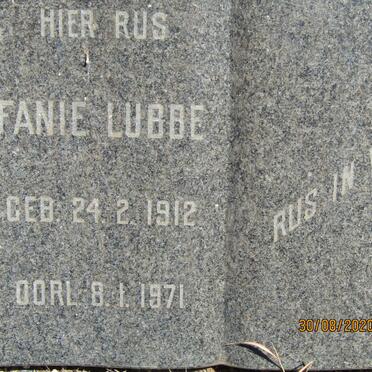 HIER RUS
FANIE LUBBE
GEB. 24.2.1912
OORL. 8.1.1971
RUS IN
30/08/2020